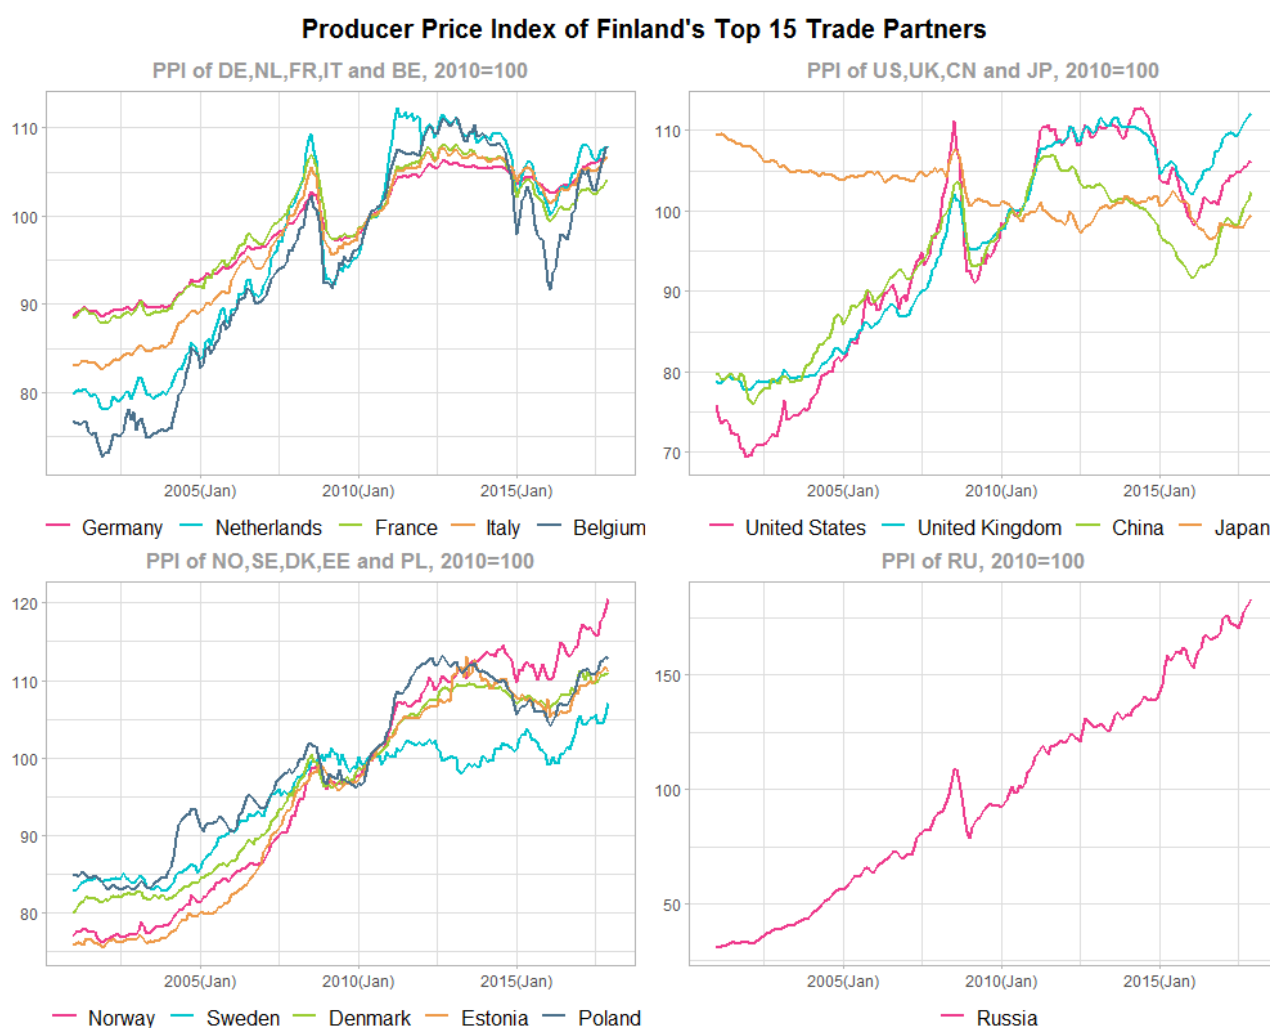 Producer Price Index of Finland's Top 15 Trade Partners
PPI of DE,NL,FR,IT and BE, 2010=100
110
100
90
80
2005(Jan) 2010(Jan) 2015(Jan)
Germany Netherlands France Italy Belgium
PPI of US,UK,CN and JP, 2010=100
110
100
90
80
70
2005(Jan) 2010(Jan) 2015(Jan)
United States United Kingdom China Japan
PPI of NO,SE,DK,EE and PL, 2010=100
120
110
100
90
80
2005(Jan) 2010(Jan) 2015(Jan)
Norway Sweden Denmark Estonia Poland
PPI of RU, 2010=100
150
100
50
2005(Jan) 2010(Jan) 2015(Jan)
Russia